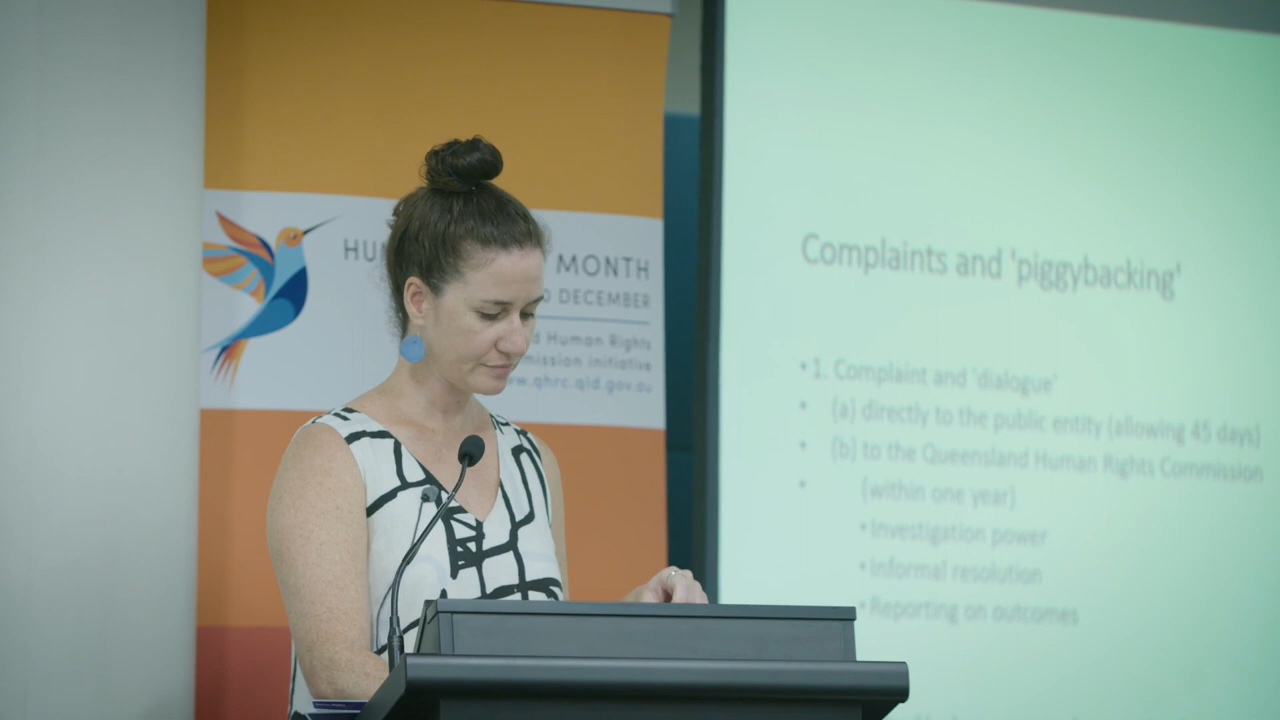 HU MONTH
DECEMBER
d Human Rights
mission initiative
ww.qhrc.qld.gov.au
Complaints and 'piggybacking'
•1. Complaint and 'dialogue'
• (a) directly to the public entity (allowing 45 days)
• (b) to the Queensland Human Rights Commission
• (within one year)
•Investigation power
•Informal resolution
•Reporting on outcomes